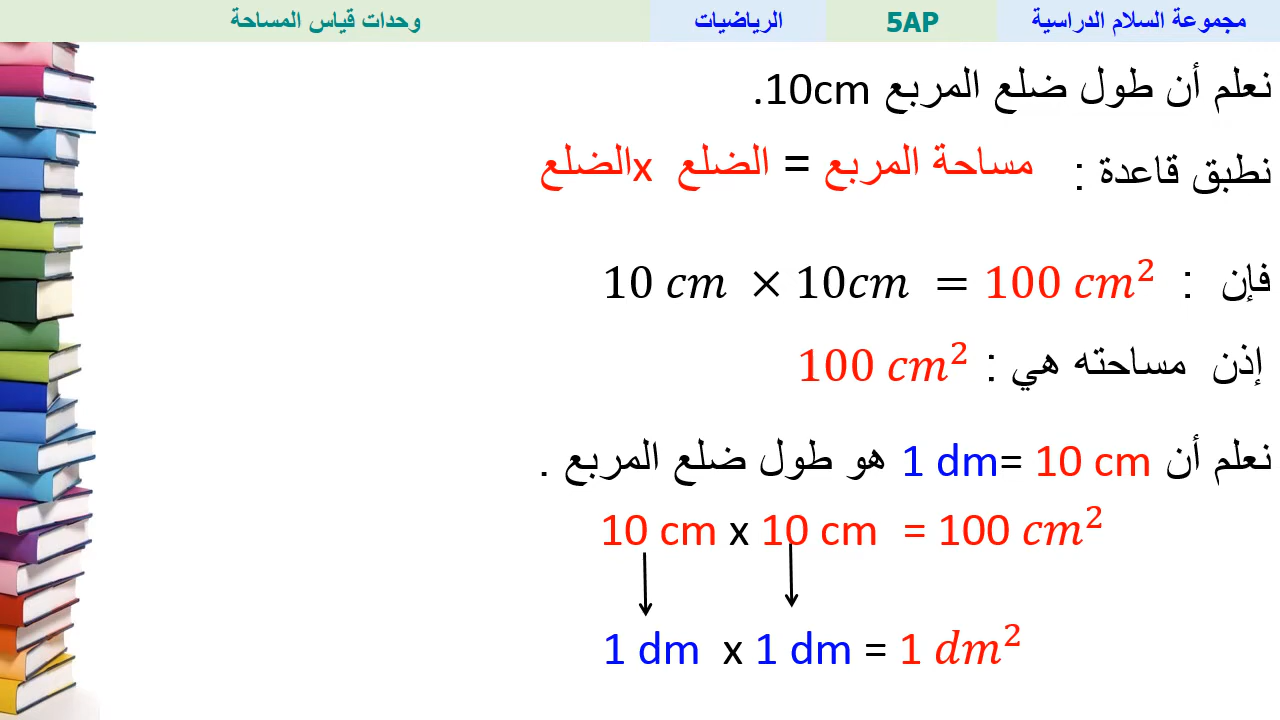 مجموعة السلام الدراسية 5AP الرياضيات وحدات قياس المساحة
نعلم أن طول ضلع المربع 10cm.
نطبق قاعدة : مساحة المربع = الضلع xالضلع
فإن : 10 cm × 10cm = 100 cm²
إذن مساحته هي : 100 cm²
نعلم أن 1 dm= 10 cm هو طول ضلع المربع .
10 cm x 10 cm = 100 cm²
1 dm x 1 dm = 1 dm²